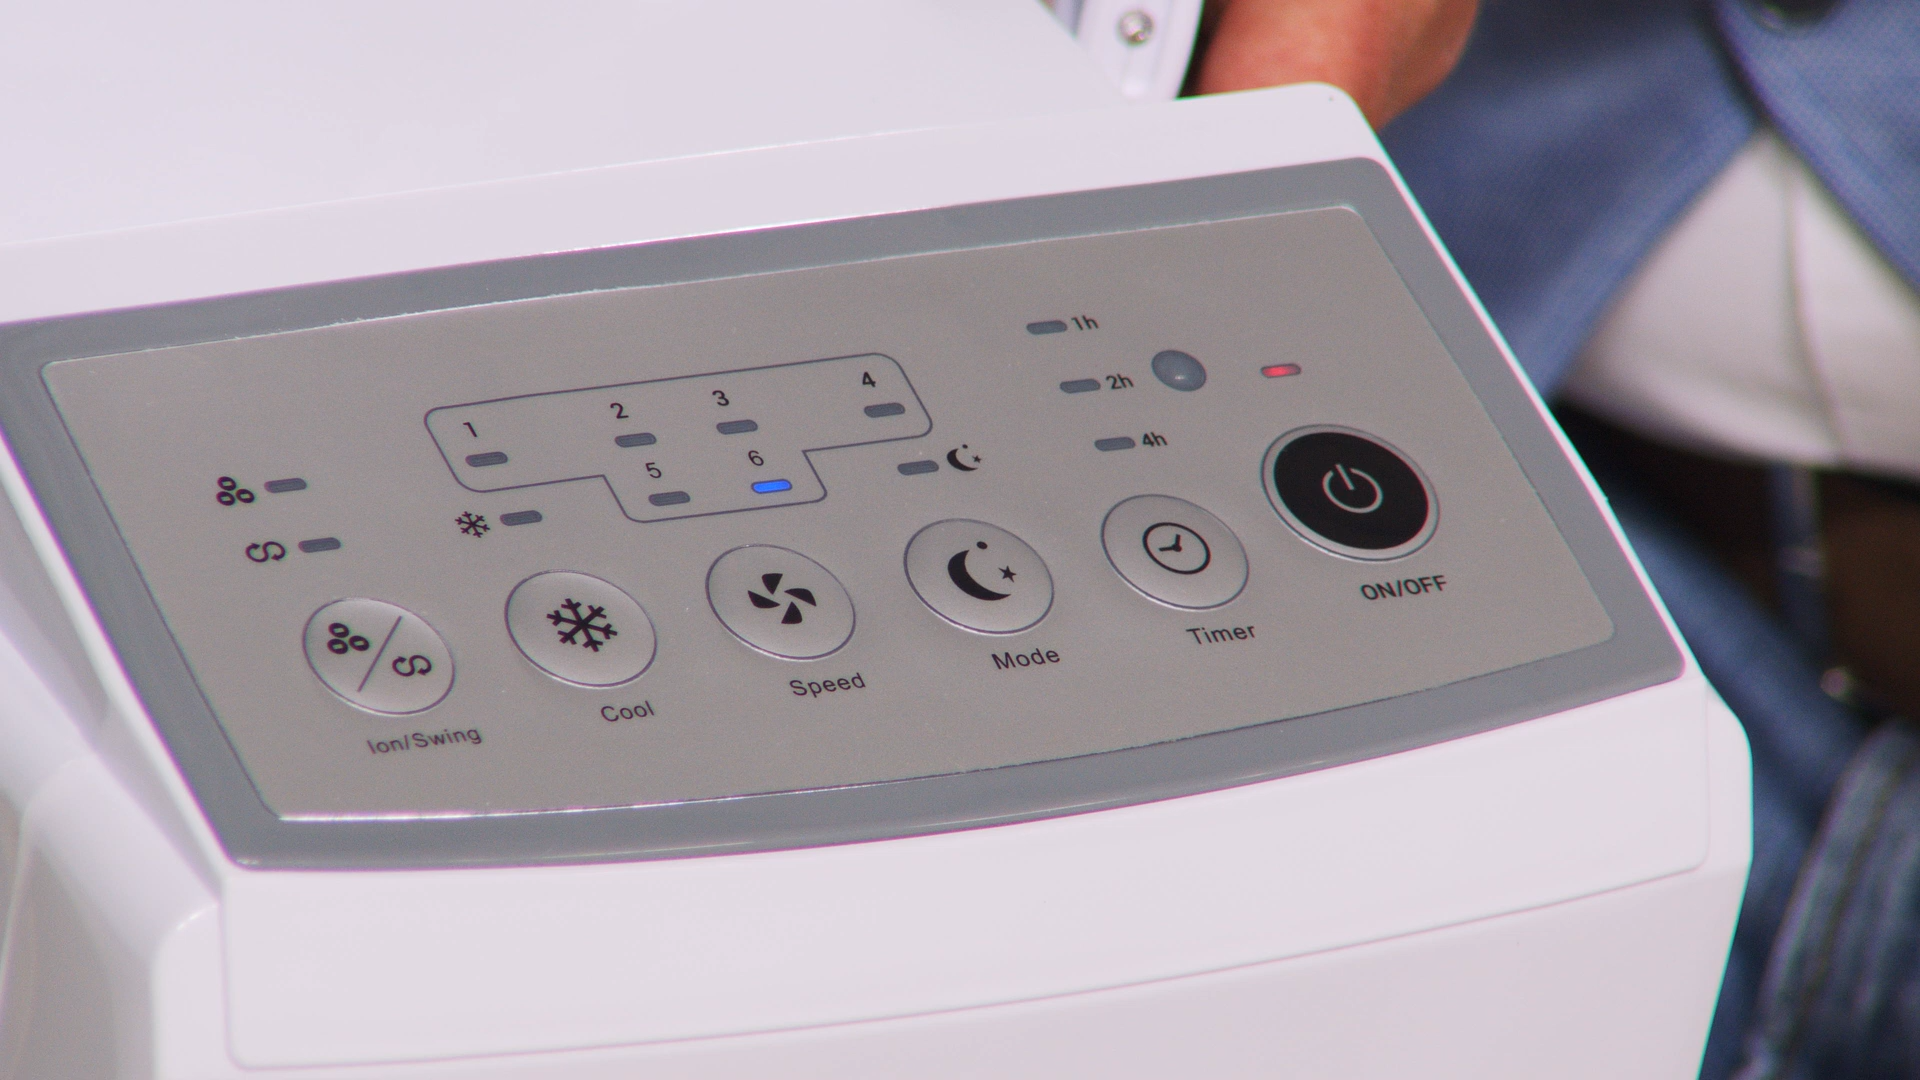 1
2
3
4
5
6
1h
2h
4h
Ion/Swing
Cool
Speed
Mode
Timer
ON/OFF